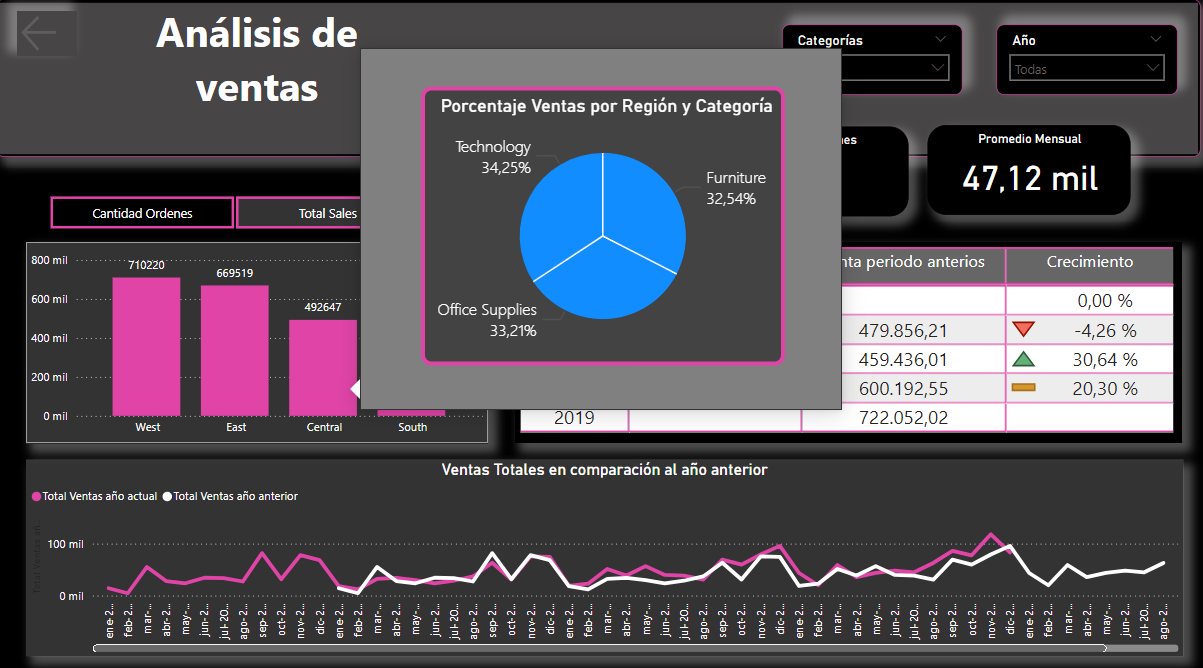 Análisis de
ventas
Categorías
Año
Todas
Promedio Mensual
47,12 mil
Cantidad Ordenes
Total Sales
800 mil
600 mil
400 mil
200 mil
0 mil
710220
669519
492647
West
East
Central
South
Porcentaje Ventas por Región y Categoría
Technology
34,25%
Furniture
32,54%
Office Supplies
33,21%
periodo anterios
Crecimiento
0,00 %
479.856,21
-4,26 %
459.436,01
30,64 %
600.192,55
20,30 %
2019
722.052,02
Ventas Totales en comparación al año anterior
Total Ventas año actual
Total Ventas año anterior
100 mil
0 mil
ene-2...
feb-2...
mar-...
abr-2...
may-...
jun-2...
jul-20...
ago-2...
sep-2...
oct-2...
nov-2...
dic-2...
ene-2...
feb-2...
mar-...
abr-2...
may-...
jun-2...
jul-20...
ago-2...
sep-2...
oct-2...
nov-2...
dic-2...
ene-2...
feb-2...
mar-...
abr-2...
may-...
jun-2...
jul-20...
ago-2...
sep-2...
oct-2...
nov-2...
dic-2...
ene-2...
feb-2...
mar-...
abr-2...
may-...
jun-2...
jul-20...
ago-2...
sep-2...
oct-2...
nov-2...
dic-2...
ene-2...
feb-2...
mar-...
abr-2...
may-...
jun-2...
jul-20...
ago-2...